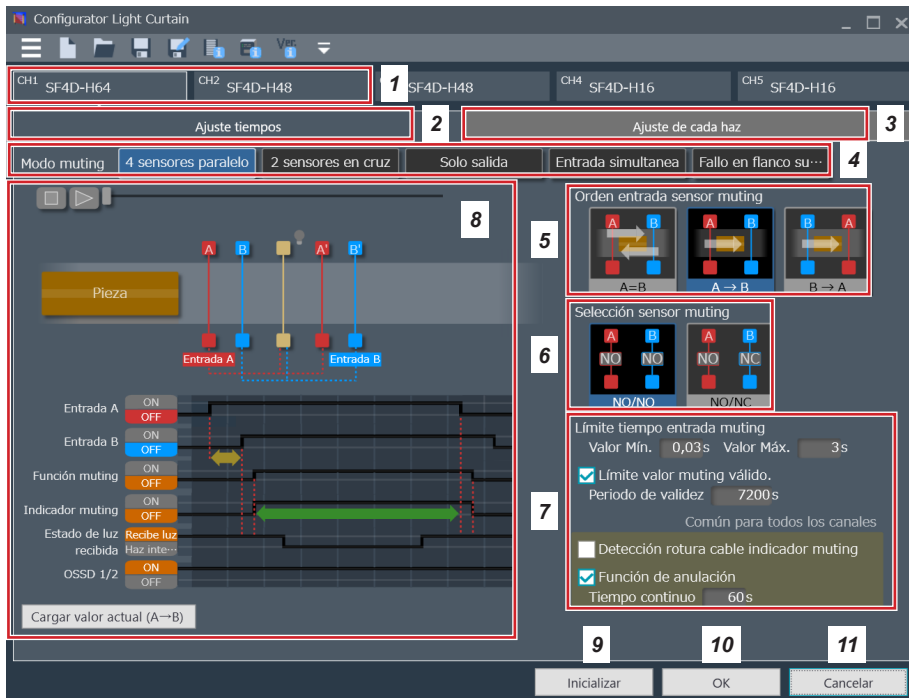 Configurator Light Curtain
Ver.
CH1 SF4D-H64
CH2 SF4D-H48
1
SF4D-H48
CH4 SF4D-H16
CH5 SF4D-H16
Ajuste tiempos
2
Ajuste de cada haz
3
Modo muting
4 sensores paralelo
2 sensores en cruz
Solo salida
Entrada simultanea
Fallo en flanco su···
4
8
A
B
A'
B'
Pieza
Entrada A
Entrada B
Entrada A
ON
OFF
Entrada B
ON
OFF
Función muting
ON
OFF
Indicador muting
ON
OFF
Estado de luz
recibida
Recibe luz
Haz inte···
OSSD 1/2
ON
OFF
Cargar valor actual (A→B)
5
Orden entrada sensor muting
A B
A=B
A B
A → B
B A
B → A
6
Selección sensor muting
A B
NO NO
NO/NO
A B
NO NC
NO/NC
7
Límite tiempo entrada muting
Valor Mín. 0,03s Valor Máx. 3s
Límite valor muting válido.
Periodo de validez 7200s
Común para todos los canales
Detección rotura cable indicador muting
Función de anulación
Tiempo continuo 60s
9
10
11
Inicializar
OK
Cancelar